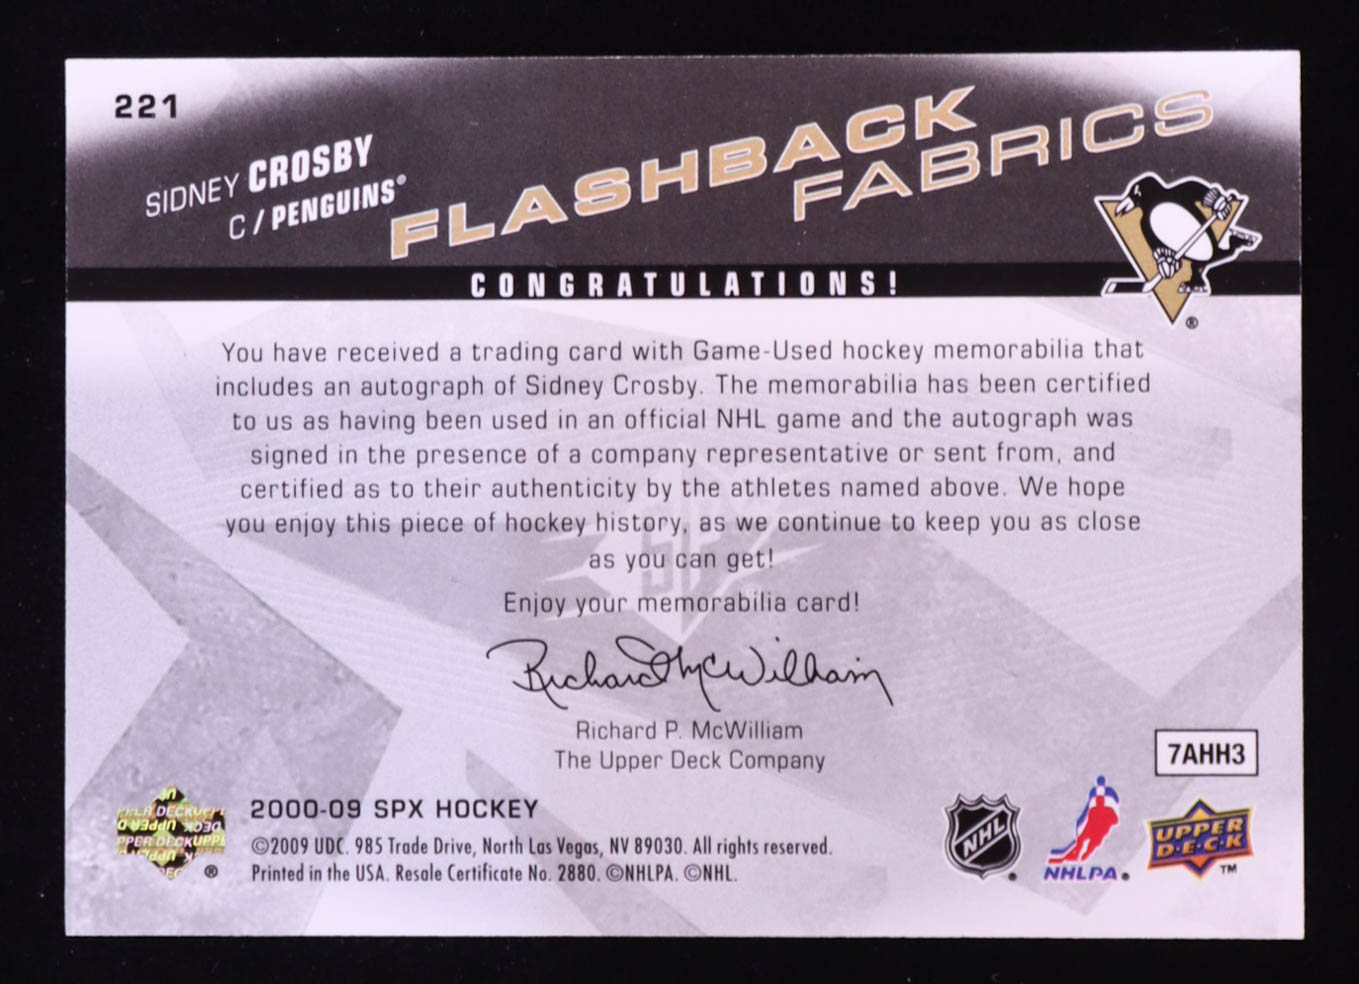 221
SIDNEY CROSBY
C / PENGUINS®
FLASHBACK
FABRICS
CONGRATULATIONS!
®
You have received a trading card with Game-Used hockey memorabilia that
includes an autograph of Sidney Crosby. The memorabilia has been certified
to us as having been used in an official NHL game and the autograph was
signed in the presence of a company representative or sent from, and
certified as to their authenticity by the athletes named above. We hope
you enjoy this piece of hockey history, as we continue to keep you as close
as you can get!
Enjoy your memorabilia card!
Richard McWilliam
Richard P. McWilliam
The Upper Deck Company
7AHH3
2000-09 SPX HOCKEY
©2009 UDC. 985 Trade Drive, North Las Vegas, NV 89030. All rights reserved.
Printed in the USA. Resale Certificate No. 2880. ©NHLPA. ©NHL.
®
NHL®
NHLPA®
UPPER
D·E·C·K
TM